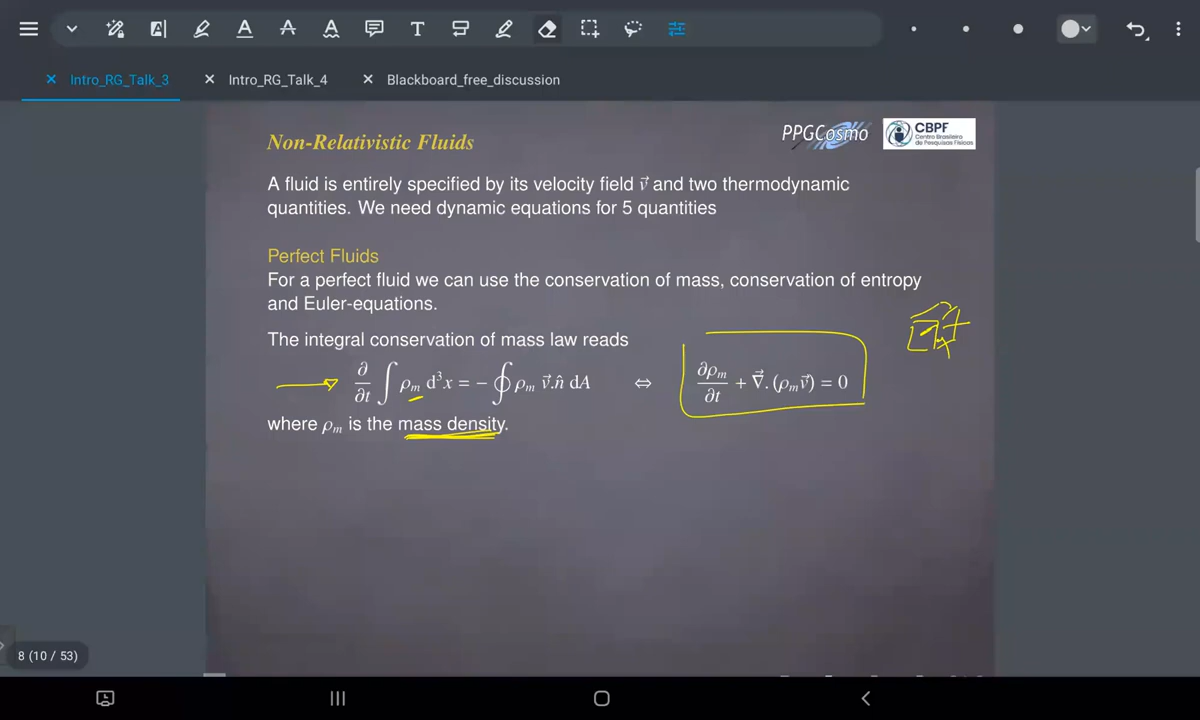 T
Intro_RG_Talk_3
Intro_RG_Talk_4
Blackboard_free_discussion
Non-Relativistic Fluids
PPGCosmo
CBPF
Centro Brasileiro
de Pesquisas Físicas
A fluid is entirely specified by its velocity field v⃗ and two thermodynamic
quantities. We need dynamic equations for 5 quantities
Perfect Fluids
For a perfect fluid we can use the conservation of mass, conservation of entropy
and Euler-equations.
The integral conservation of mass law reads
∂/∂t ∫ ρₘ d³x = − ∮ ρₘ v⃗.n̂ dA ⇔ ∂ρₘ/∂t + ∇⃗.(ρₘv⃗) = 0
where ρₘ is the mass density.
8 (10 / 53)